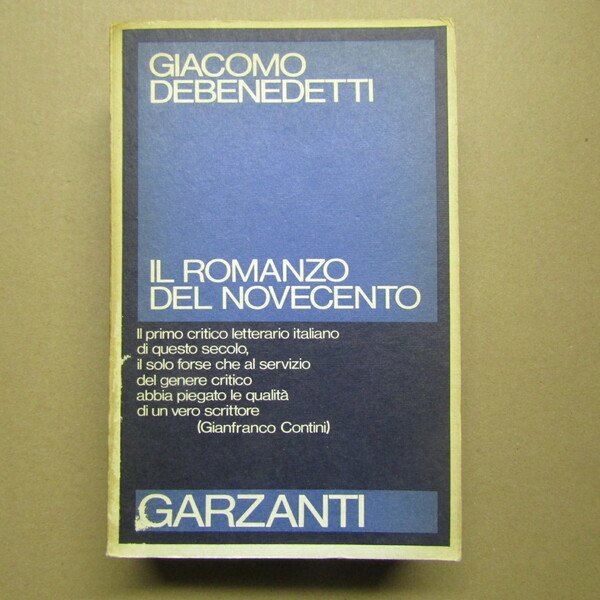 GIACOMO
DEBENEDETTI
IL ROMANZO
DEL NOVECENTO
Il primo critico letterario italiano
di questo secolo,
il solo forse che al servizio
del genere critico
abbia piegato le qualità
di un vero scrittore
(Gianfranco Contini)
GARZANTI